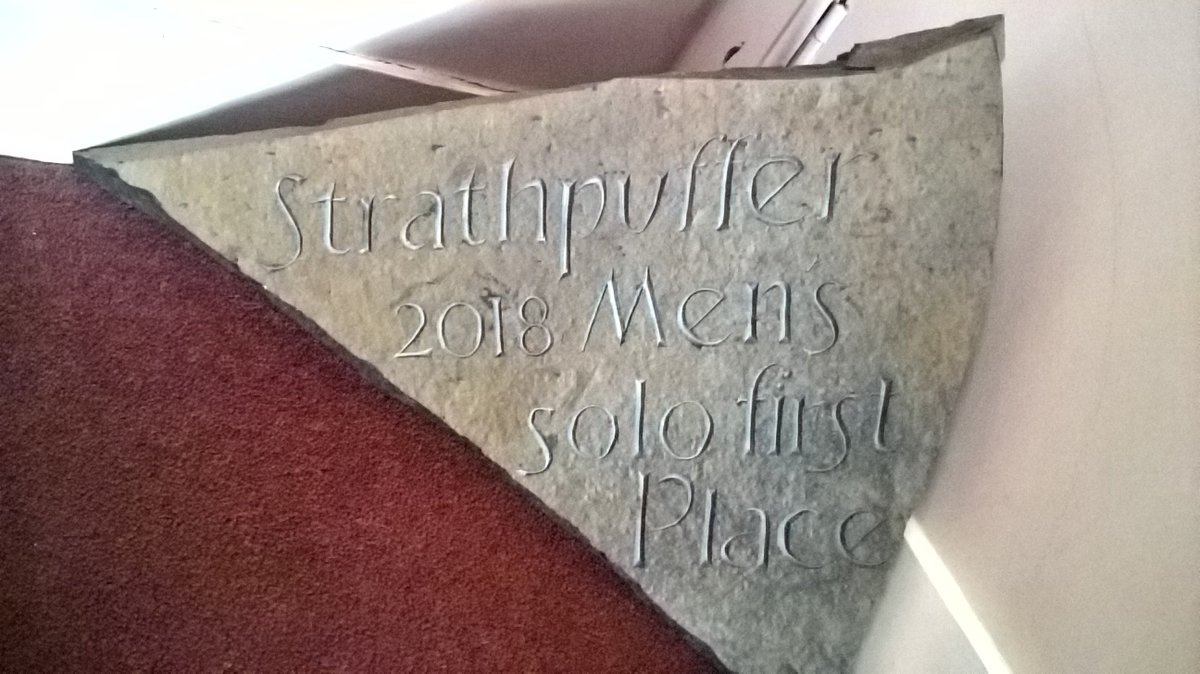 Strathpuffer
2018 Men's
solo first
Place